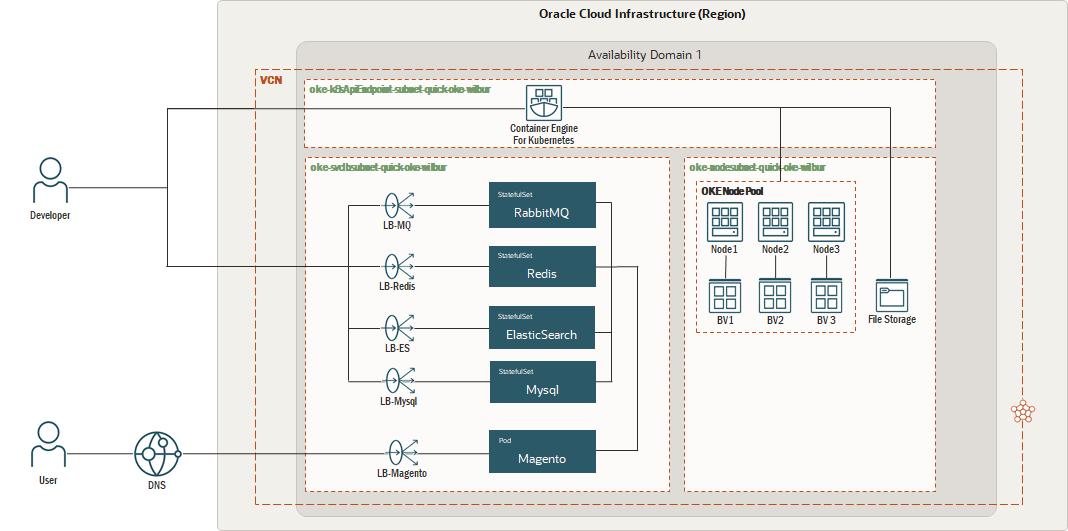 Oracle Cloud Infrastructure (Region)
Availability Domain 1
VCN
oke-k8sApiEndpoint-subnet-quick-oke-wilbur
Container Engine
For Kubernetes
oke-svclbsubnet-quick-oke-wilbur
oke-nodesubnet-quick-oke-wilbur
Developer
LB-MQ
StatefulSet
RabbitMQ
LB-Redis
StatefulSet
Redis
LB-ES
StatefulSet
ElasticSearch
LB-Mysql
StatefulSet
Mysql
OKE Node Pool
Node1
Node2
Node3
BV1
BV2
BV 3
File Storage
User
DNS
LB-Magento
Pod
Magento